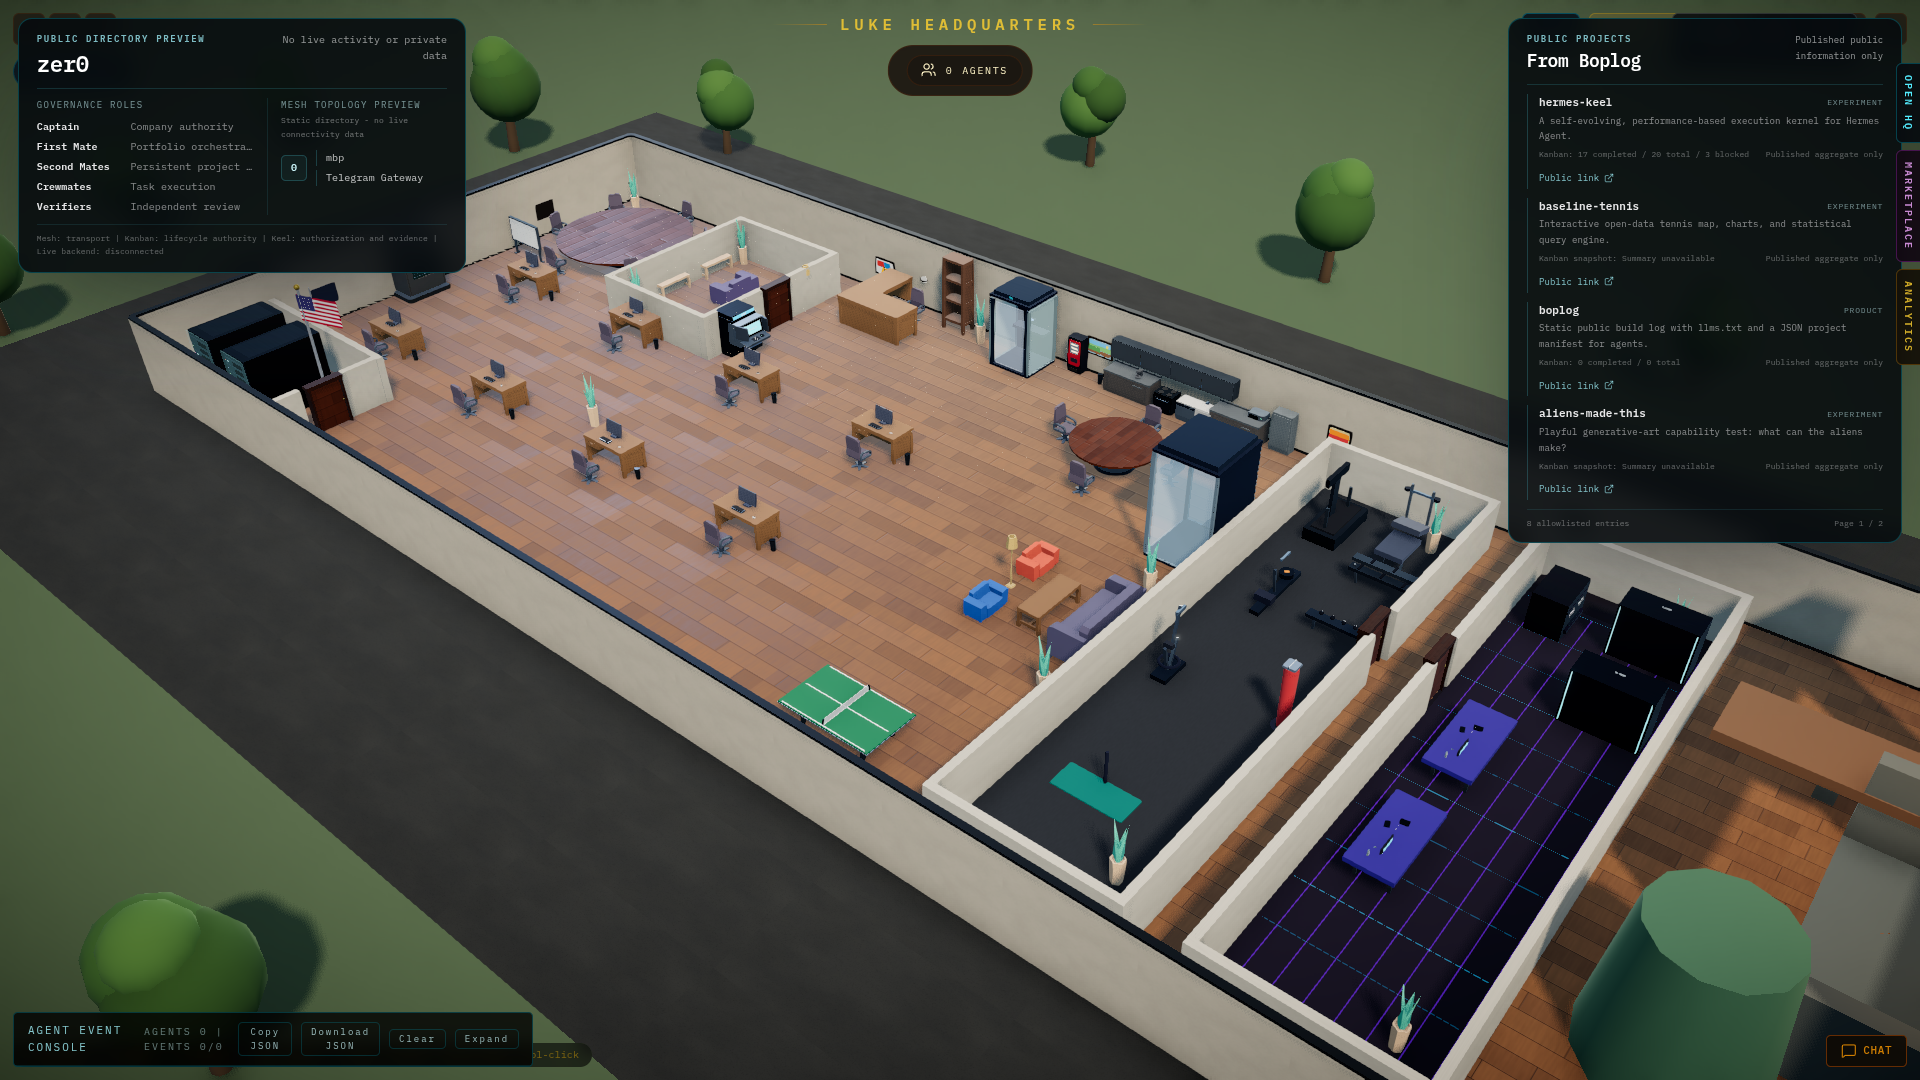 LUKE HEADQUARTERS
0 AGENTS
PUBLIC DIRECTORY PREVIEW
zer0
No live activity or private
data
GOVERNANCE ROLES
Captain Company authority
First Mate Portfolio orchestra…
Second Mates Persistent project …
Crewmates Task execution
Verifiers Independent review
MESH TOPOLOGY PREVIEW
Static directory - no live
connectivity data
0
mbp
Telegram Gateway
Mesh: transport | Kanban: lifecycle authority | Keel: authorization and evidence |
Live backend: disconnected
PUBLIC PROJECTS
From Boplog
Published public
information only
hermes-keel EXPERIMENT
A self-evolving, performance-based execution kernel for Hermes
Agent.
Kanban: 17 completed / 20 total / 3 blocked Published aggregate only
Public link
baseline-tennis EXPERIMENT
Interactive open-data tennis map, charts, and statistical
query engine.
Kanban snapshot: Summary unavailable Published aggregate only
Public link
boplog PRODUCT
Static public build log with llms.txt and a JSON project
manifest for agents.
Kanban: 0 completed / 0 total Published aggregate only
Public link
aliens-made-this EXPERIMENT
Playful generative-art capability test: what can the aliens
make?
Kanban snapshot: Summary unavailable Published aggregate only
Public link
8 allowlisted entries Page 1 / 2
OPEN HQ
MARKETPLACE
ANALYTICS
AGENT EVENT
CONSOLE
AGENTS 0 |
EVENTS 0/0
Copy
JSON
Download
JSON
Clear
Expand
ol-click
CHAT